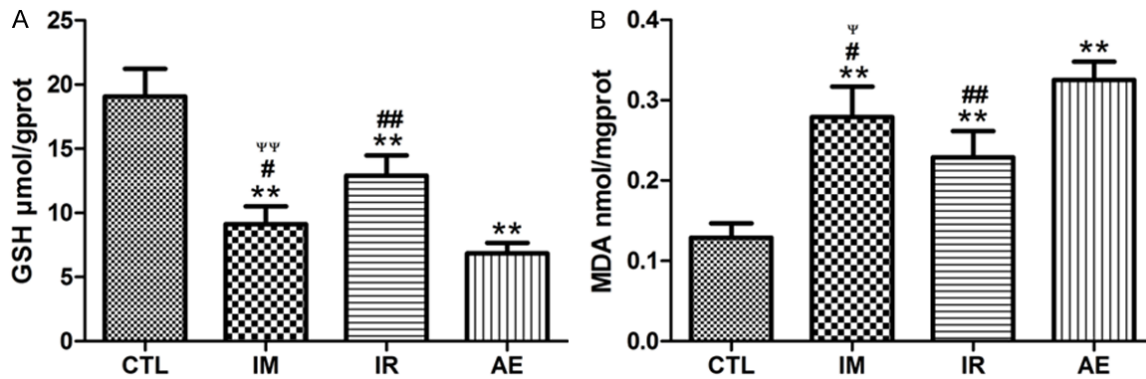 A
GSH μmol/gprot
25
20
15
10
5
0
ΨΨ
#
**
##
**
**
CTL IM IR AE
B
MDA nmol/mgprot
0.4
0.3
0.2
0.1
0.0
Ψ
#
**
##
**
**
CTL IM IR AE